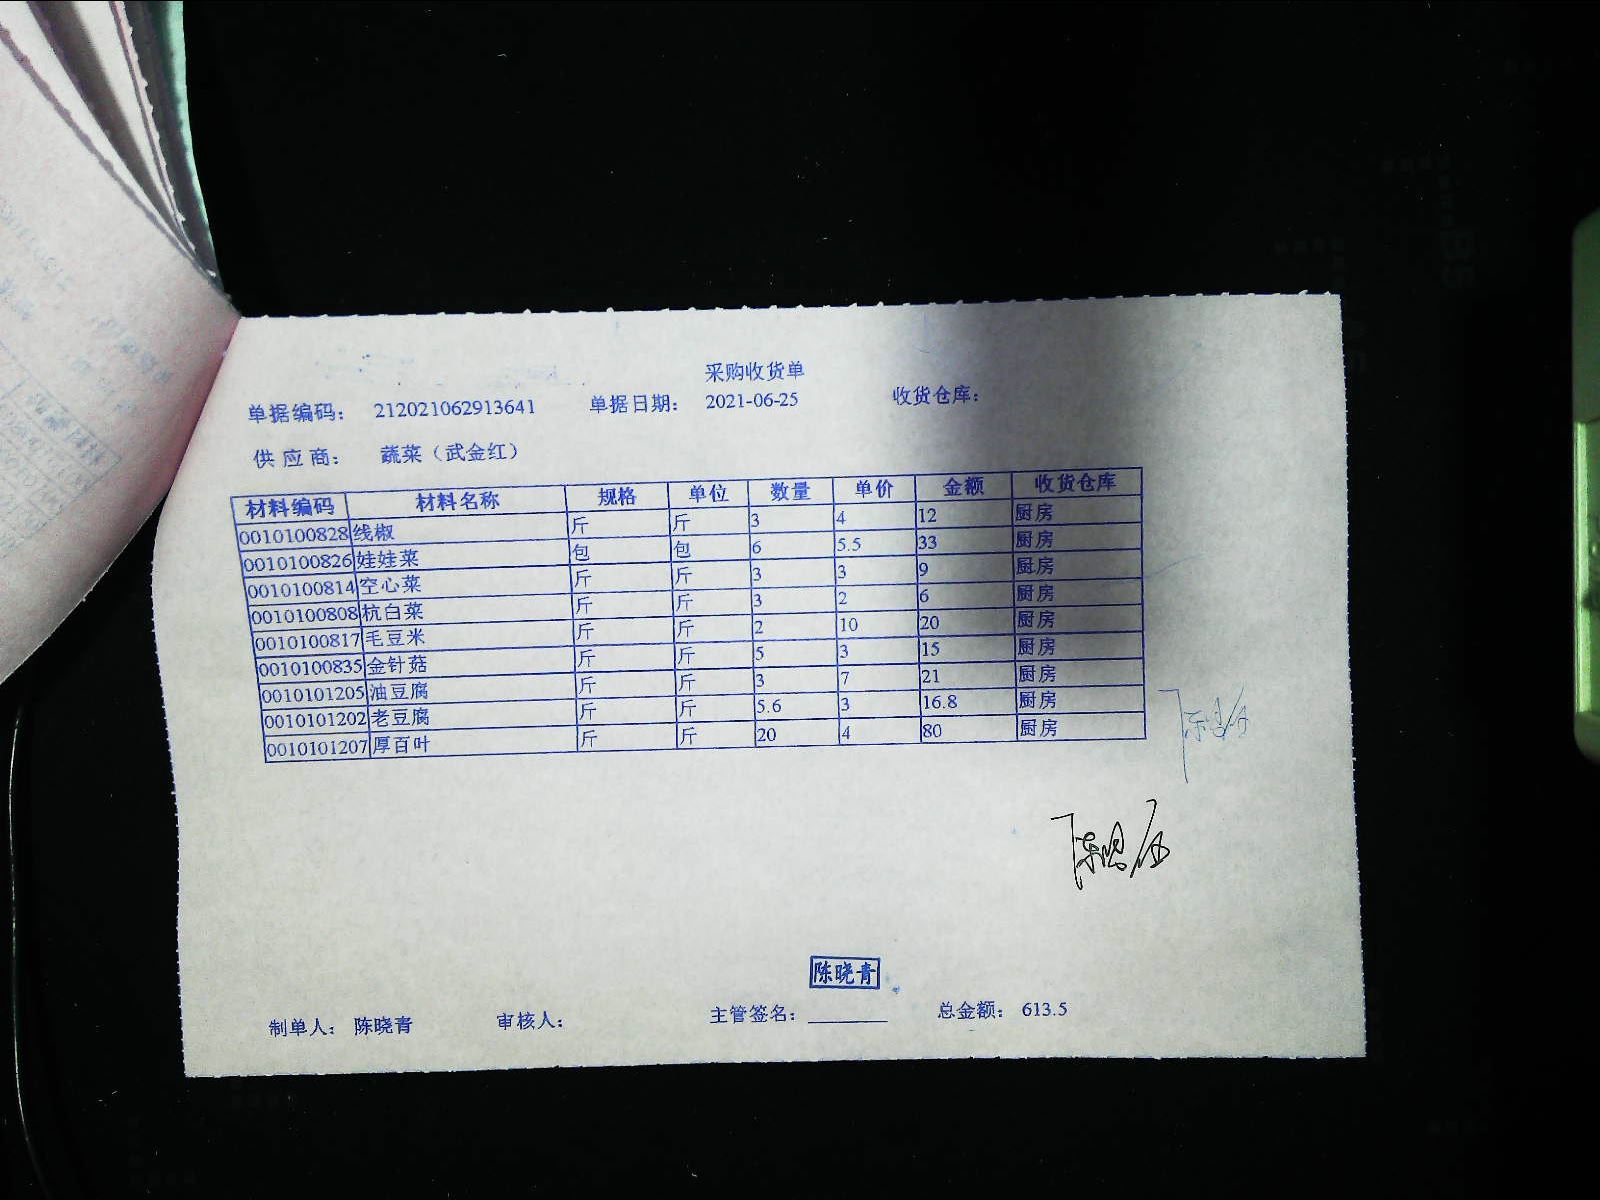 采购收货单
单据编码： 212021062913641 单据日期： 2021-06-25 收货仓库：
供应商： 蔬菜（武金红）
材料编码 材料名称 规格 单位 数量 单价 金额 收货仓库
0010100828 线椒 斤 斤 3 4 12 厨房
0010100826 娃娃菜 包 包 6 5.5 33 厨房
0010100814 空心菜 斤 斤 3 3 9 厨房
0010100808 杭白菜 斤 斤 3 2 6 厨房
0010100817 毛豆米 斤 斤 2 10 20 厨房
0010100835 金针菇 斤 斤 5 3 15 厨房
0010101205 油豆腐 斤 斤 3 7 21 厨房
0010101202 老豆腐 斤 斤 5.6 3 16.8 厨房
0010101207 厚百叶 斤 斤 20 4 80 厨房
陈晓青
制单人： 陈晓青 审核人： 主管签名： 总金额： 613.5